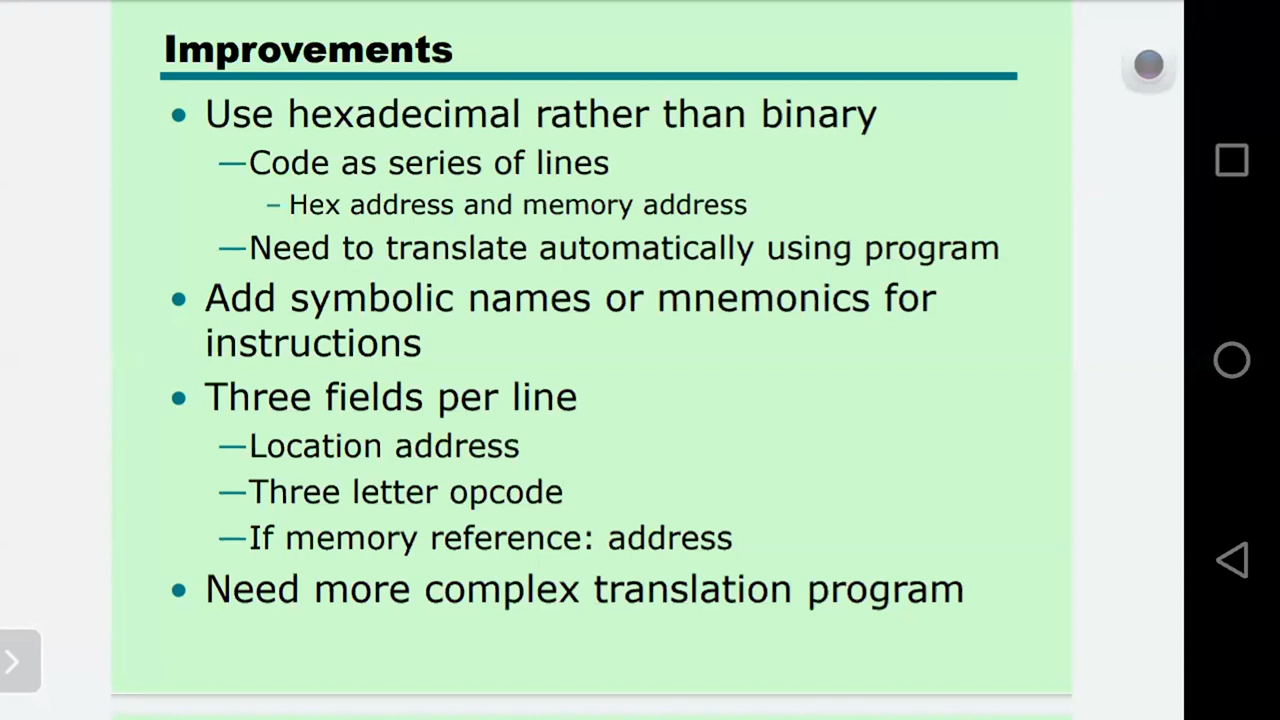 Improvements
• Use hexadecimal rather than binary
—Code as series of lines
– Hex address and memory address
—Need to translate automatically using program
• Add symbolic names or mnemonics for
instructions
• Three fields per line
—Location address
—Three letter opcode
—If memory reference: address
• Need more complex translation program